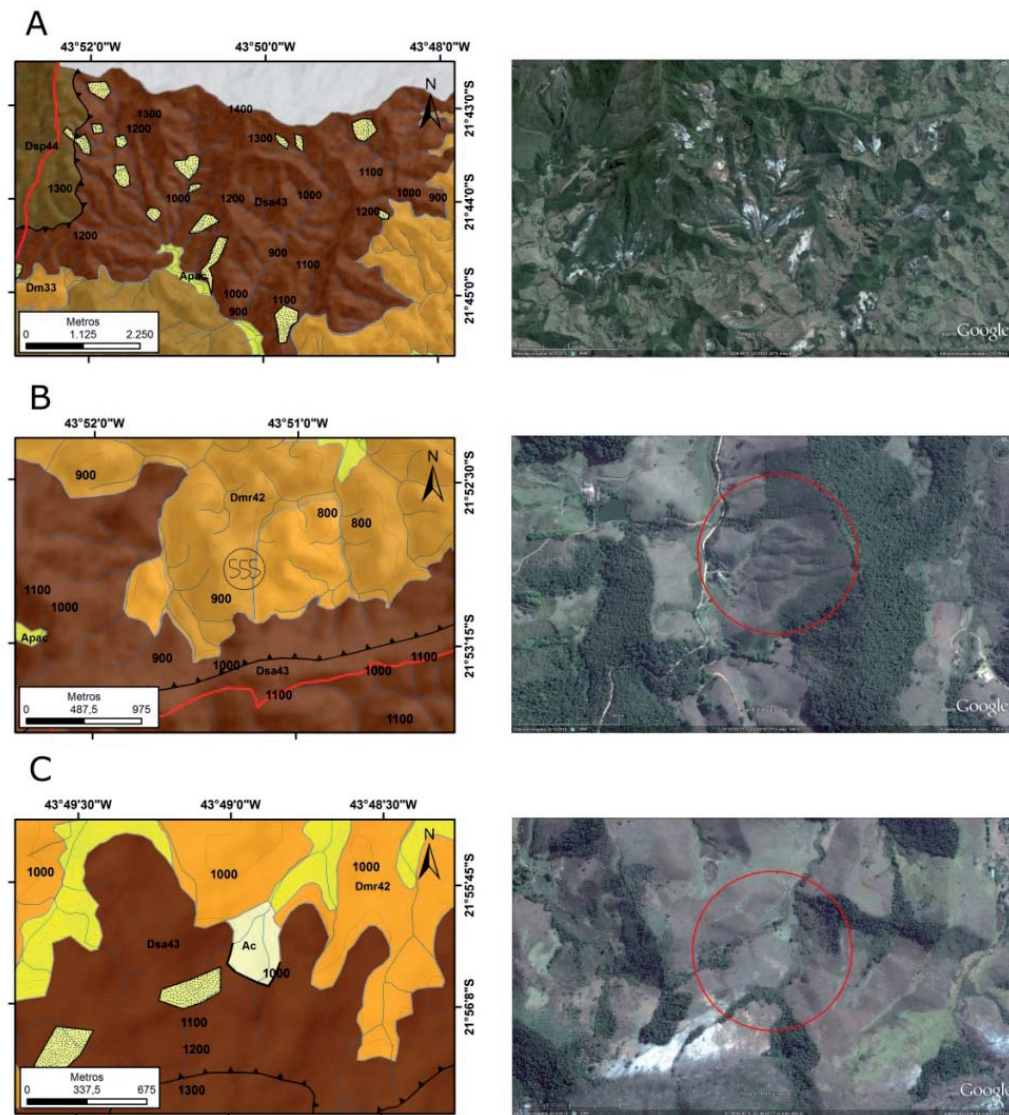 A
43°52'0"W 43°50'0"W 43°48'0"W
N
21°43'0"S
21°44'0"S
21°45'0"S
1400
1300
1200
1300
Dsp44
1100
1300
1000
1200
Dsa43
1000
1000
900
1200
1200
900
1100
Apac
Dm33
1000
900
1100
Metros
0 1.125 2.250
Google
B
43°52'0"W 43°51'0"W
N
21°52'30"S
21°53'15"S
900
Dmr42
800
800
SSS
1100
1000
900
Apac
900
1000
Dsa43
1100
1000
1100
1100
Metros
0 487,5 975
Google
C
43°49'30"W 43°49'0"W 43°48'30"W
N
21°55'45"S
21°56'8"S
1000
1000
1000
Dmr42
Dsa43
Ac
1000
1100
1200
1300
Metros
0 337,5 675
Google